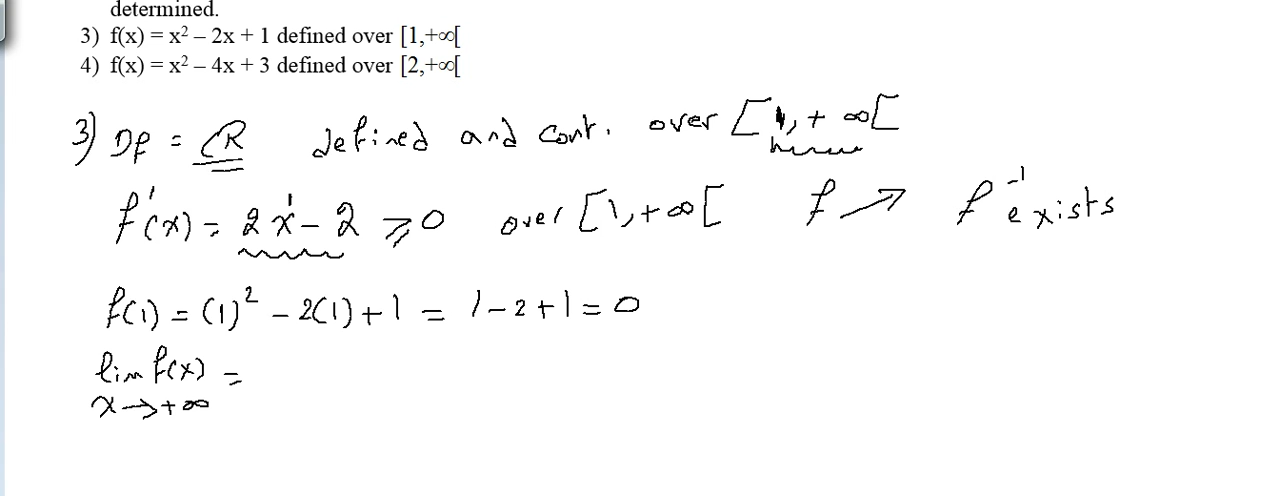 determined.
3) f(x) = x² – 2x + 1 defined over [1,+∞[
4) f(x) = x² – 4x + 3 defined over [2,+∞[
3) Df = ℝ defined and cont. over [1,+∞[
f'(x) = 2x – 2 ⩾ 0 over [1,+∞[ f ↗ f⁻¹ exists
f(1) = (1)² – 2(1) + 1 = 1 – 2 + 1 = 0
lim f(x) =
x→+∞